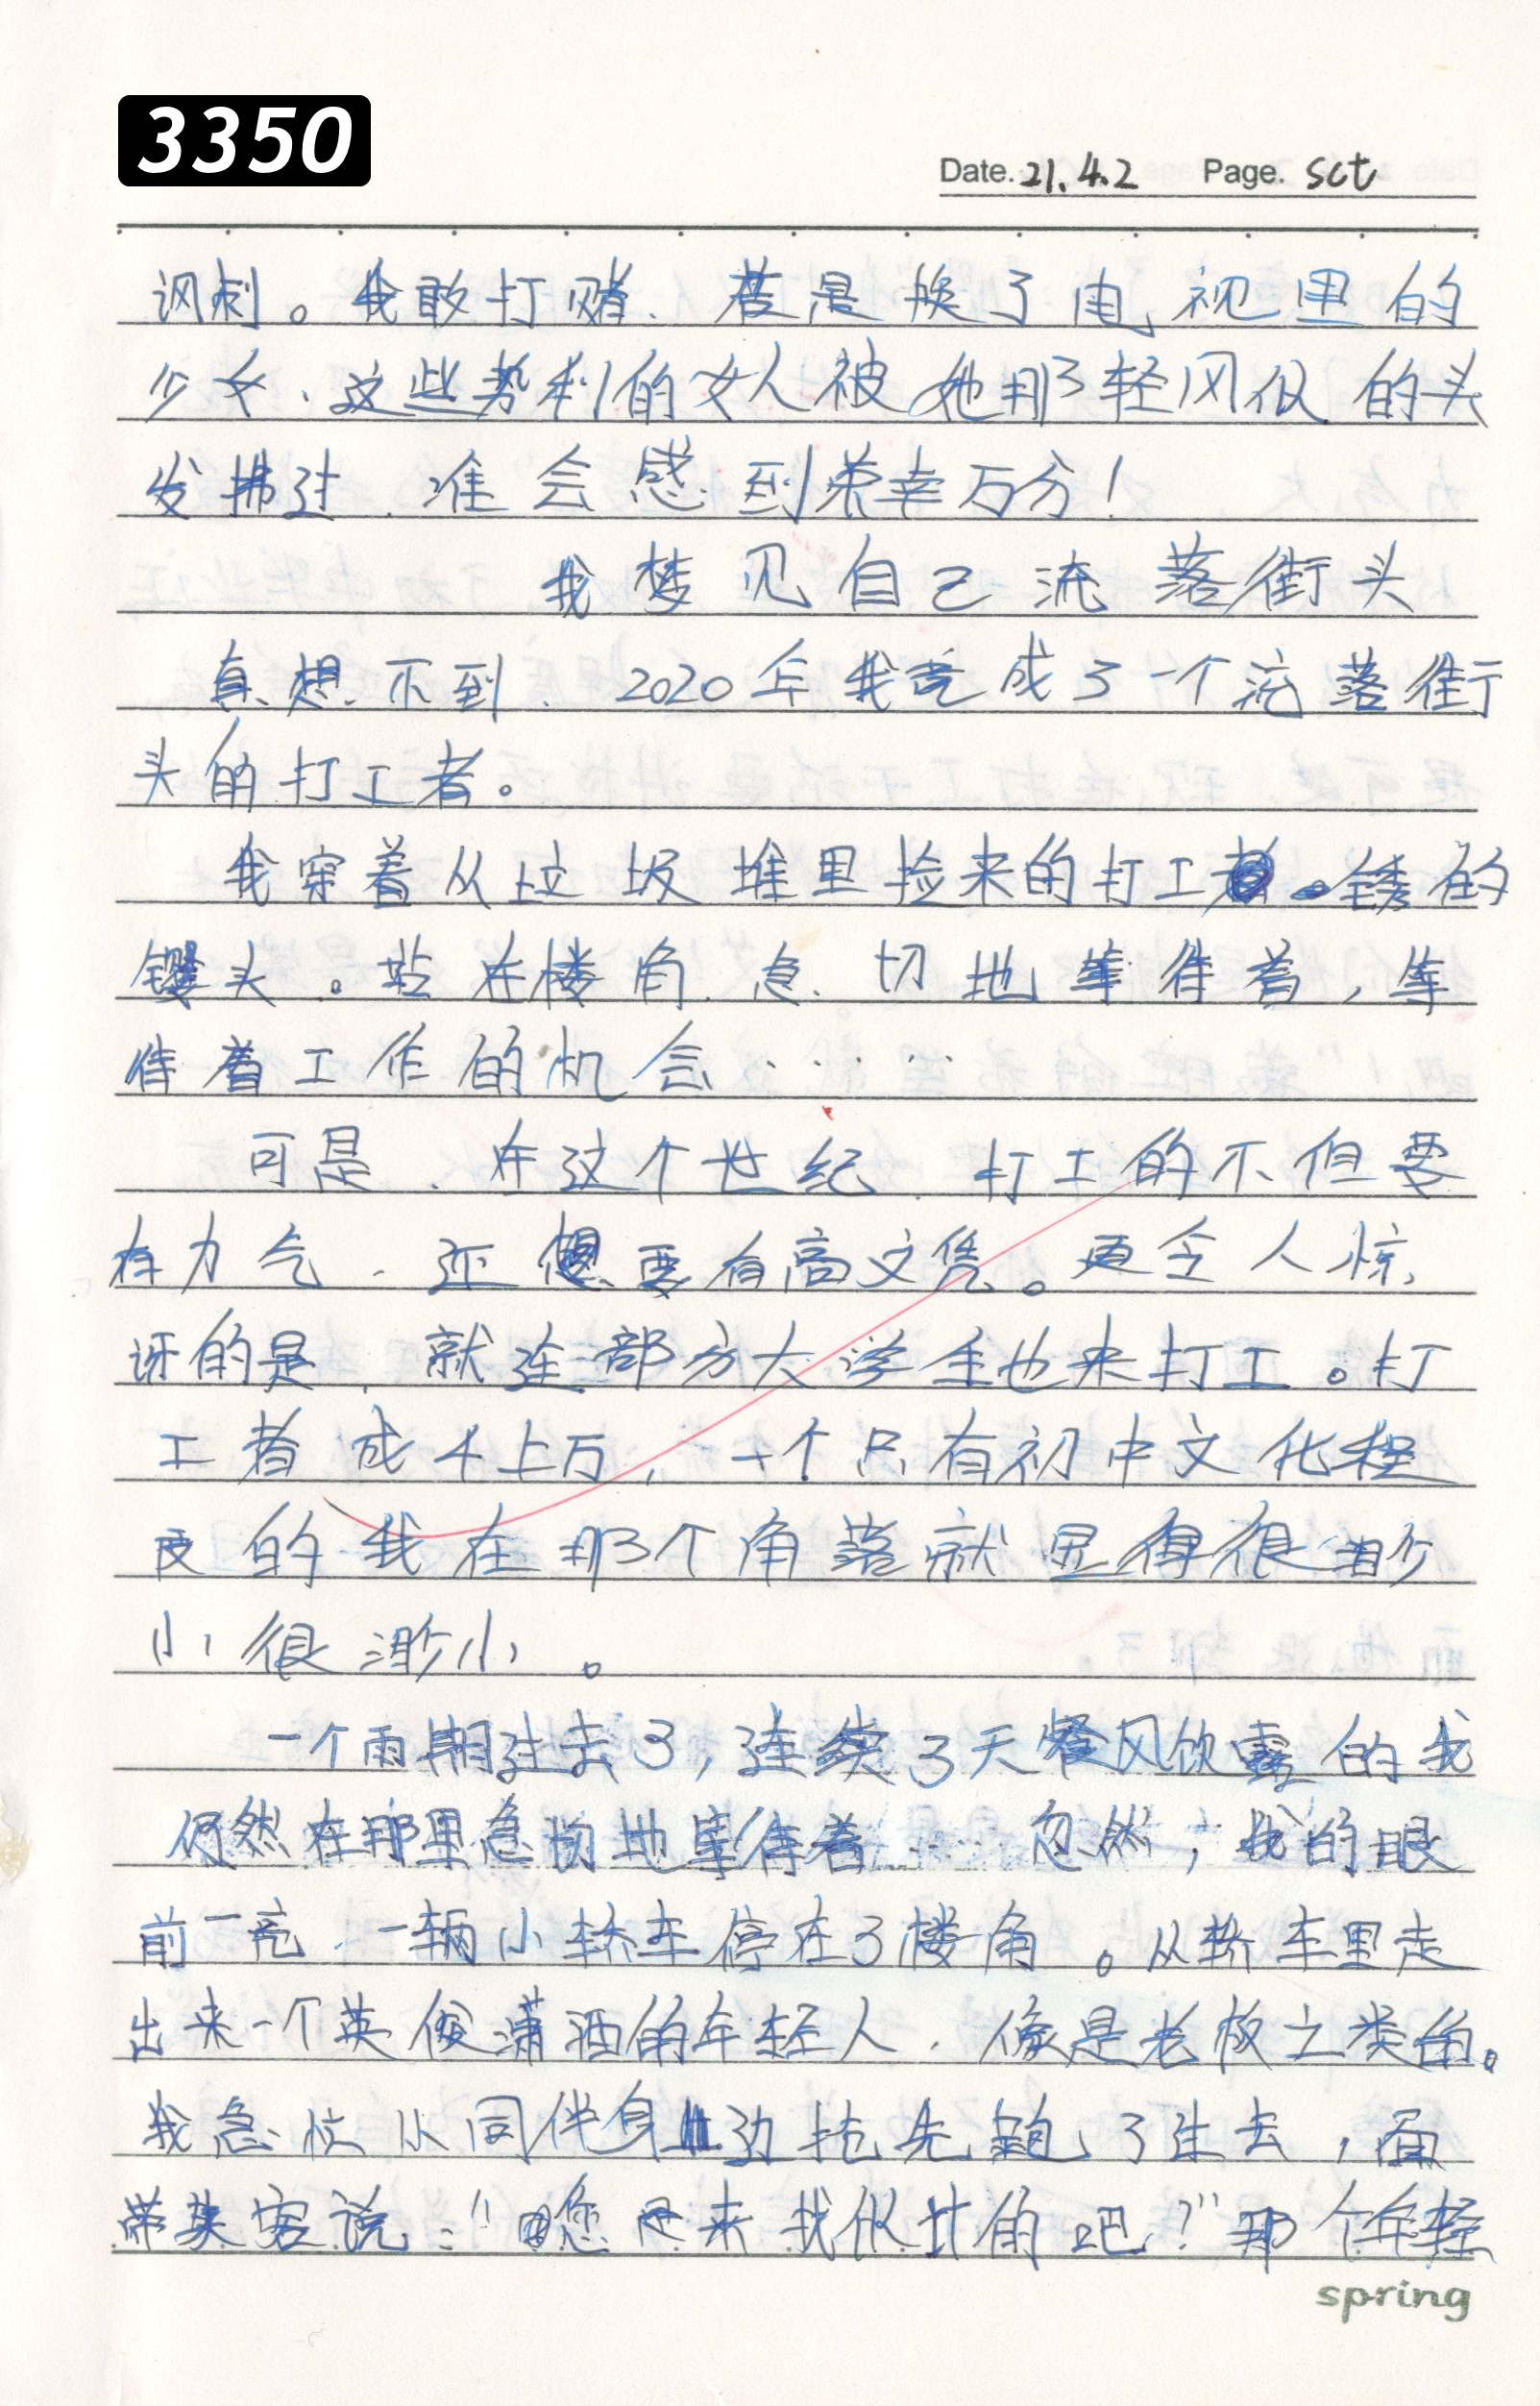 3350
Date. 21.4.2 Page. sct
讽刺。我敢打赌、若是换了电视里的
少女、这些势利的女人被她那轻风似的头
发拂过、准会感到荣幸万分!
我梦见自己流落街头
真想不到、2020年我竟成了一个流落街
头的打工者。
我穿着从垃圾堆里捡来的打工 锈的
镢头。站在楼角、急切地等待着,等
待着工作的机会······
可是、在这个世纪、打工的不但要
有力气、还 要有高文凭。更令人惊
讶的是、就连部分大学生也来打工。打
工者成千上万,一个只有初中文化程
度的我在那个角落就显得很渺
小很渺小。
一个雨期过去了,连续了天餐风饮露的我
仍然在那里急切地等待着······忽然,我的眼
前一亮、一辆小轿车停在了楼角。从轿车里走
出来一个英俊潇洒的年轻人、像是老板之类的。
我急忙从同伴身边抢先跑了过去,面
带笑容说:“您是来找 的吧?”那个年轻
spring